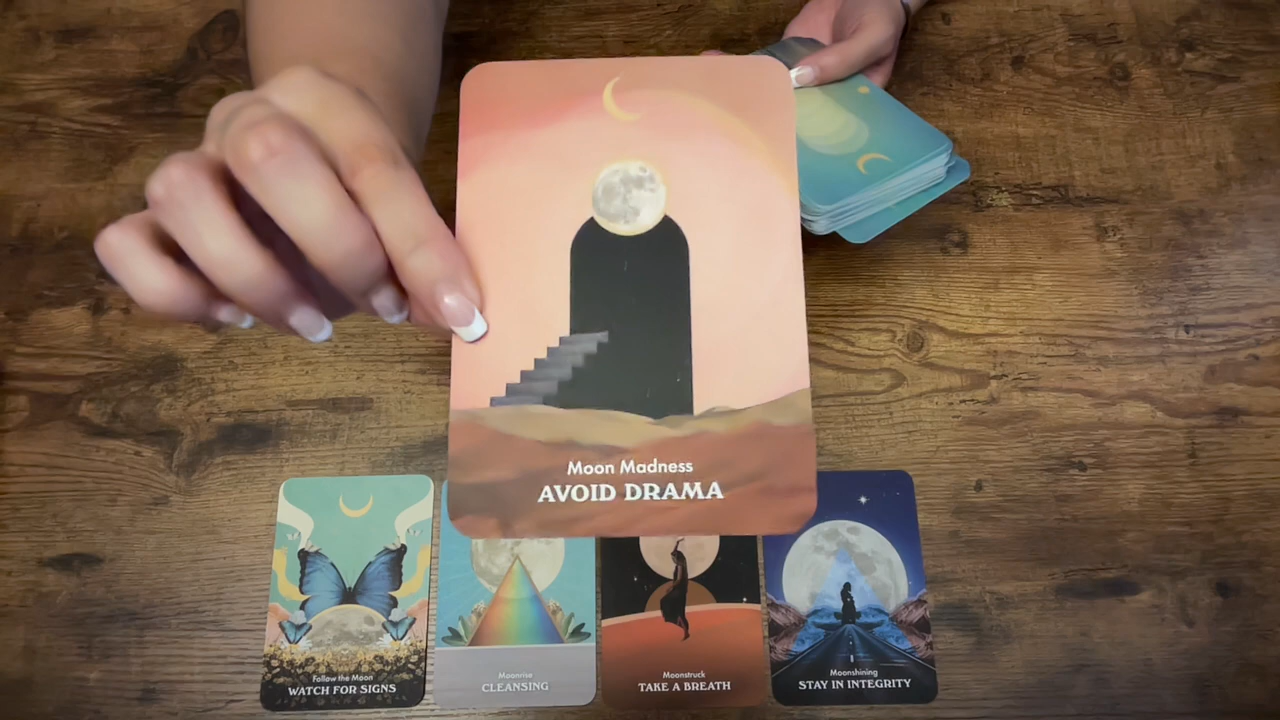 Moon Madness
AVOID DRAMA
Follow the Moon
WATCH FOR SIGNS
Moonrise
CLEANSING
Moonstruck
TAKE A BREATH
Moonshining
STAY IN INTEGRITY